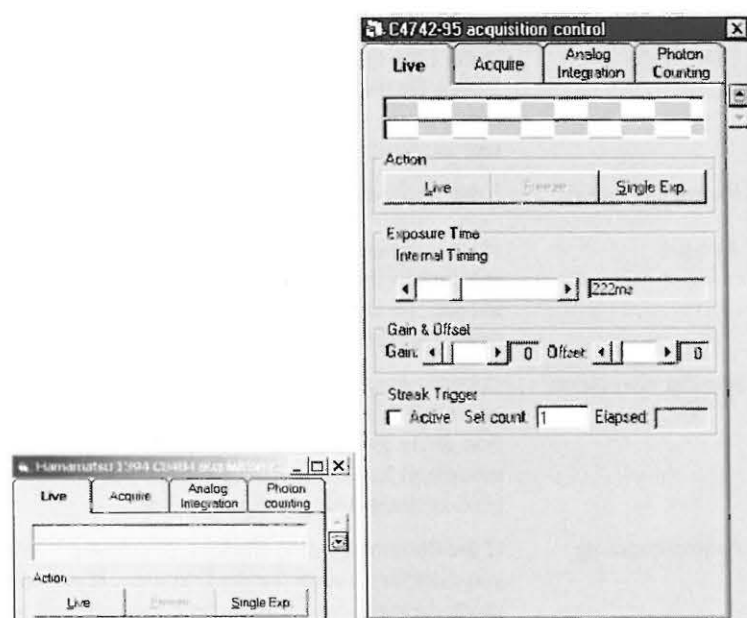 C4742-95 acquisition control
Live Acquire Analog Integration Photon Counting
Action
Live Freeze Single Exp.
Exposure Time
Internal Timing
222ms
Gain & Offset
Gain: 0 Offset: 0
Streak Trigger
Active Set count: 1 Elapsed:
Hamamatsu 1394 C8484
Live Acquire Analog Integration Photon counting
Action
Live Freeze Single Exp.